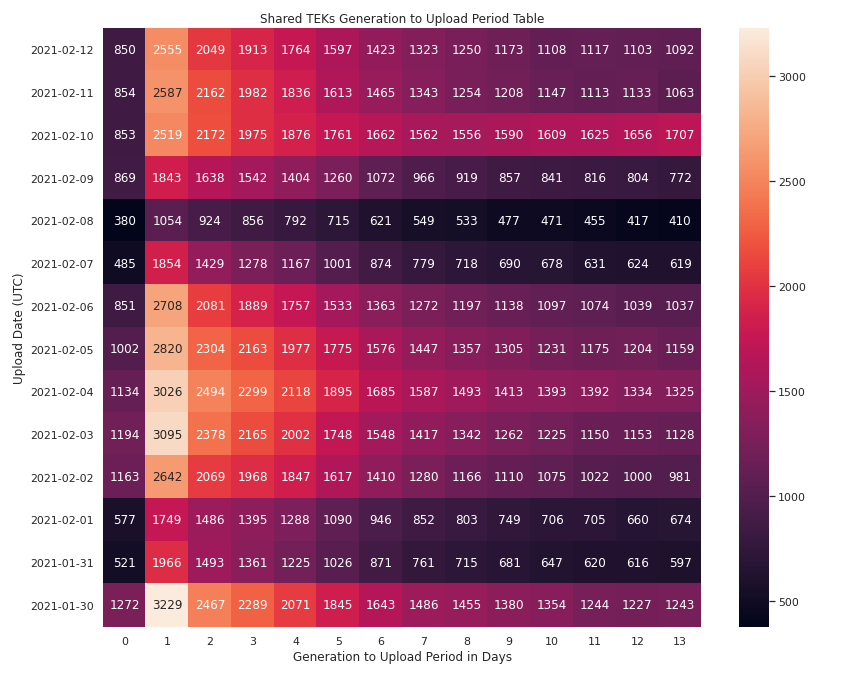 Shared TEKs Generation to Upload Period Table
2021-02-12 850 2555 2049 1913 1764 1597 1423 1323 1250 1173 1108 1117 1103 1092
2021-02-11 854 2587 2162 1982 1836 1613 1465 1343 1254 1208 1147 1113 1133 1063
2021-02-10 853 2519 2172 1975 1876 1761 1662 1562 1556 1590 1609 1625 1656 1707
2021-02-09 869 1843 1638 1542 1404 1260 1072 966 919 857 841 816 804 772
2021-02-08 380 1054 924 856 792 715 621 549 533 477 471 455 417 410
2021-02-07 485 1854 1429 1278 1167 1001 874 779 718 690 678 631 624 619
2021-02-06 851 2708 2081 1889 1757 1533 1363 1272 1197 1138 1097 1074 1039 1037
2021-02-05 1002 2820 2304 2163 1977 1775 1576 1447 1357 1305 1231 1175 1204 1159
2021-02-04 1134 3026 2494 2299 2118 1895 1685 1587 1493 1413 1393 1392 1334 1325
2021-02-03 1194 3095 2378 2165 2002 1748 1548 1417 1342 1262 1225 1150 1153 1128
2021-02-02 1163 2642 2069 1968 1847 1617 1410 1280 1166 1110 1075 1022 1000 981
2021-02-01 577 1749 1486 1395 1288 1090 946 852 803 749 706 705 660 674
2021-01-31 521 1966 1493 1361 1225 1026 871 761 715 681 647 620 616 597
2021-01-30 1272 3229 2467 2289 2071 1845 1643 1486 1455 1380 1354 1244 1227 1243
0 1 2 3 4 5 6 7 8 9 10 11 12 13
Generation to Upload Period in Days
Upload Date (UTC)
3000
2500
2000
1500
1000
500